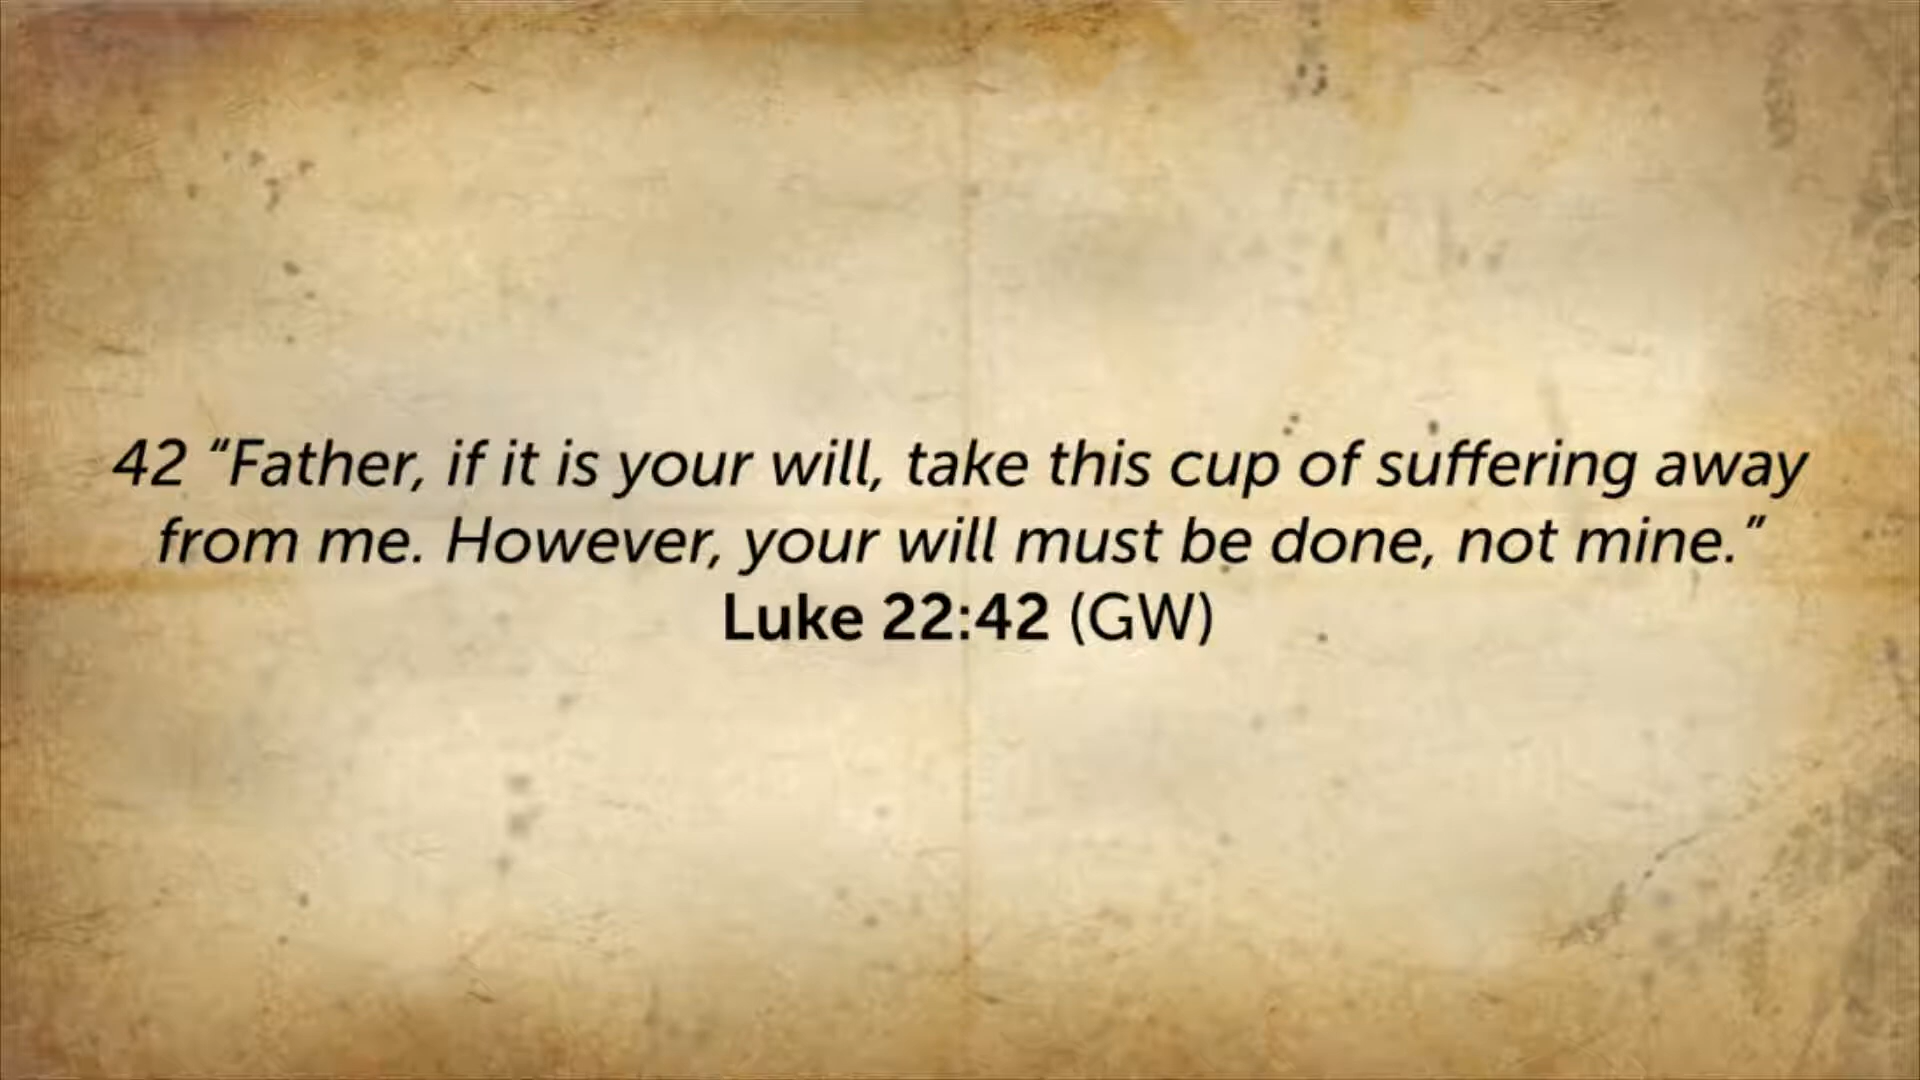 42 “Father, if it is your will, take this cup of suffering away
from me. However, your will must be done, not mine.”
Luke 22:42 (GW)